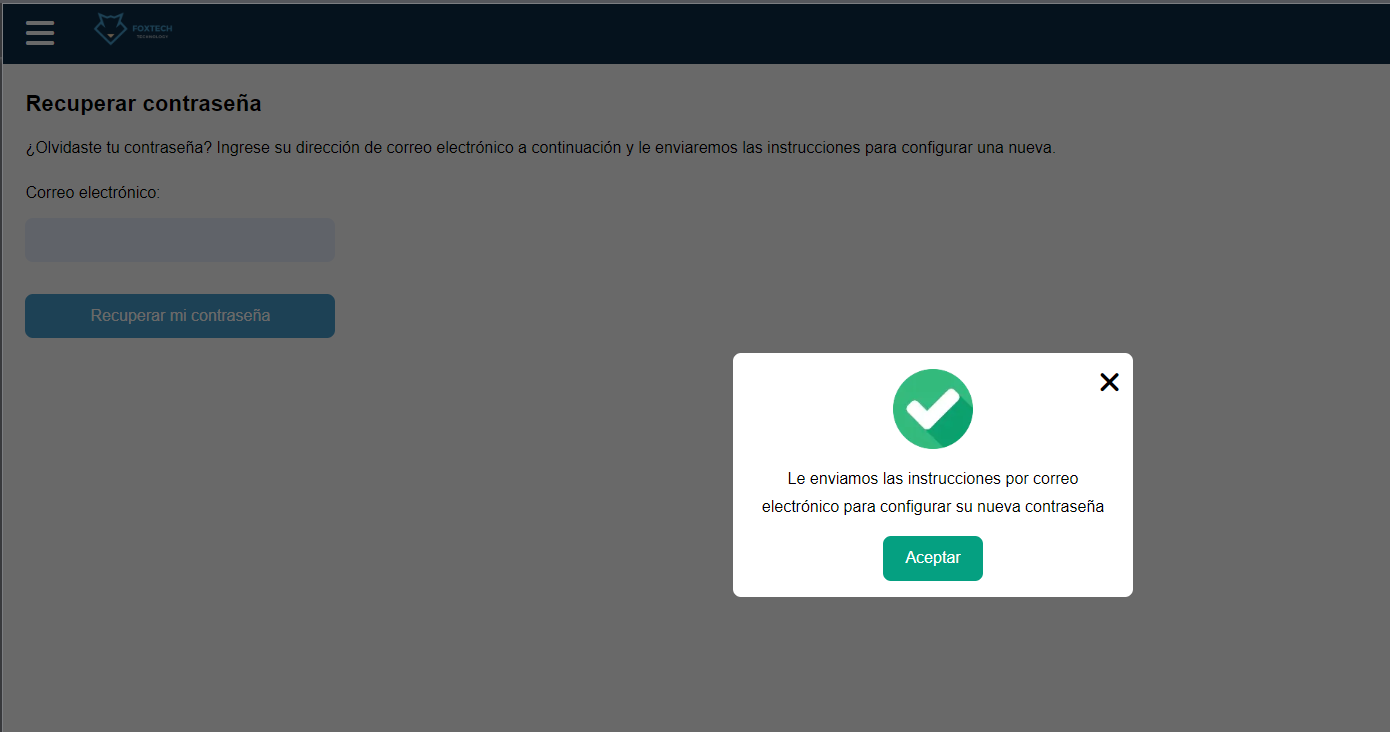 FOXTECH
TECHNOLOGY
Recuperar contraseña
¿Olvidaste tu contraseña? Ingrese su dirección de correo electrónico a continuación y le enviaremos las instrucciones para configurar una nueva.
Correo electrónico:
Recuperar mi contraseña
Le enviamos las instrucciones por correo
electrónico para configurar su nueva contraseña
Aceptar